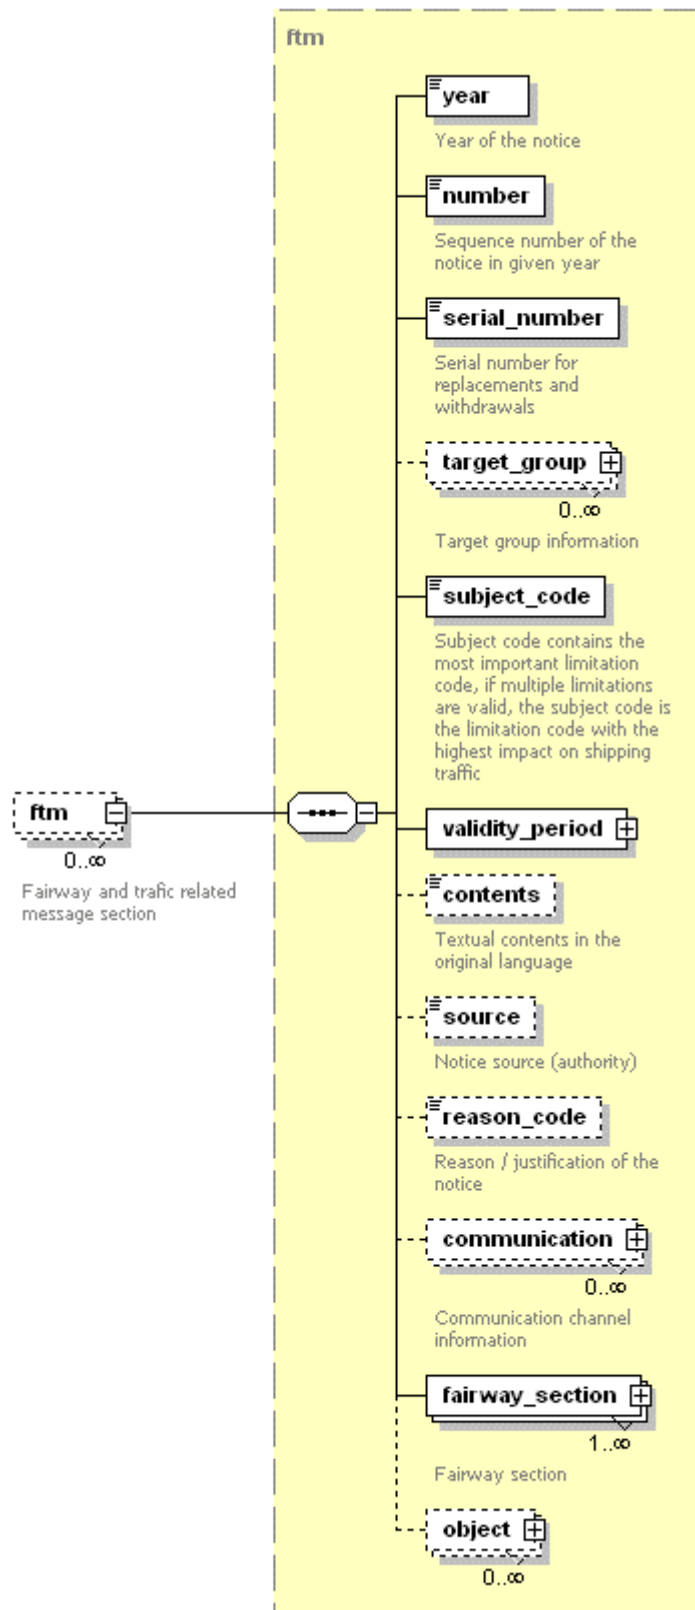 ftm
year
Year of the notice
number
Sequence number of the
notice in given year
serial_number
Serial number for
replacements and
withdrawals
target_group
0..∞
Target group information
subject_code
Subject code contains the
most important limitation
code, if multiple limitations
are valid, the subject code is
the limitation code with the
highest impact on shipping
traffic
ftm
0..∞
Fairway and trafic related
message section
validity_period
contents
Textual contents in the
original language
source
Notice source (authority)
reason_code
Reason / justification of the
notice
communication
0..∞
Communication channel
information
fairway_section
1..∞
Fairway section
object
0..∞